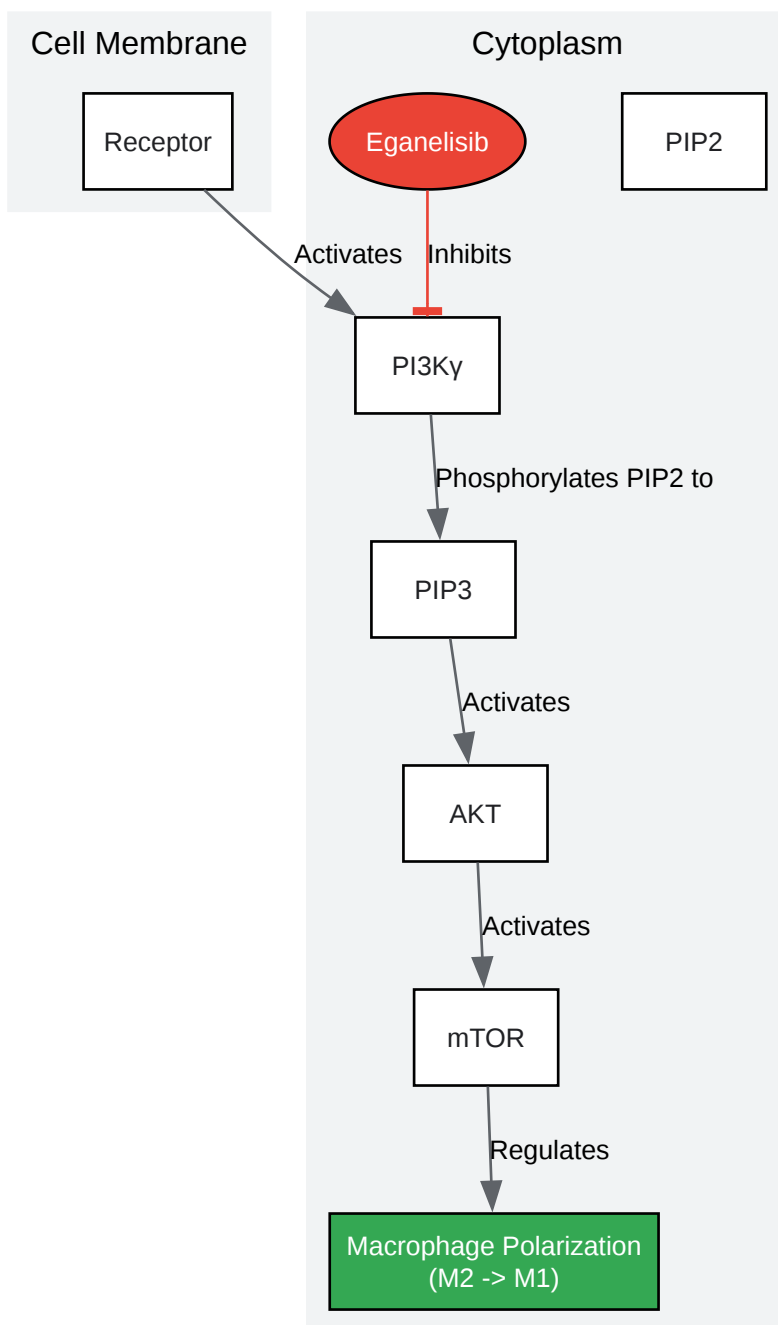 Cell Membrane
Cytoplasm
Receptor
Eganelisib
PIP2
Activates
Inhibits
PI3Kγ
Phosphorylates PIP2 to
PIP3
Activates
AKT
Activates
mTOR
Regulates
Macrophage Polarization
(M2 -> M1)